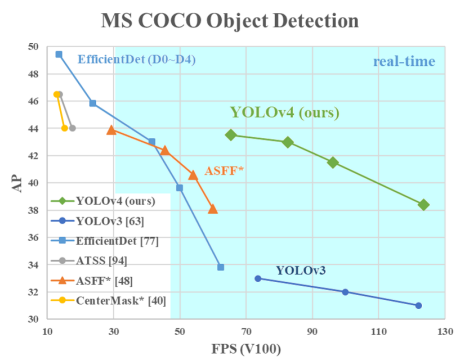 MS COCO Object Detection
50
48
46
44
42
40
38
36
34
32
30
AP
EfficientDet (D0~D4)
real-time
YOLOv4 (ours)
ASFF*
YOLOv3
YOLOv4 (ours)
YOLOv3 [63]
EfficientDet [77]
ATSS [94]
ASFF* [48]
CenterMask* [40]
10
30
50
70
90
110
130
FPS (V100)